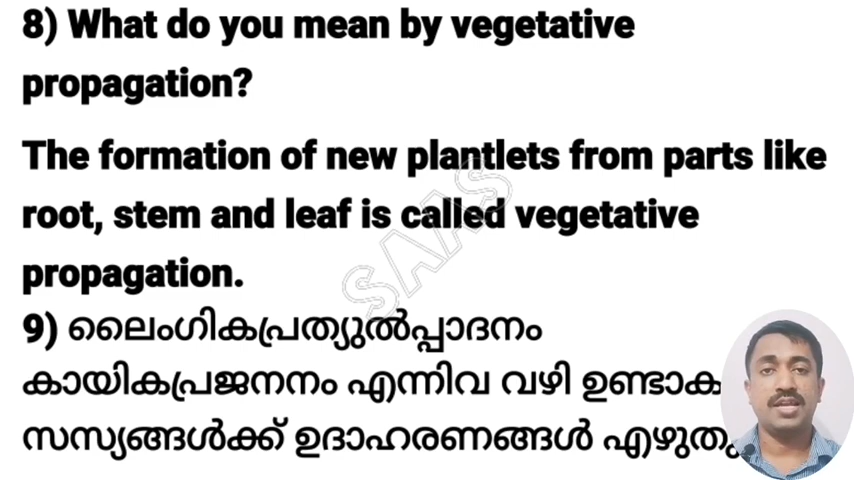 8) What do you mean by vegetative
propagation?
The formation of new plantlets from parts like
root, stem and leaf is called vegetative
propagation.
9) ലൈംഗികപ്രത്യുൽപ്പാദനം
കായികപ്രജനനം എന്നിവ വഴി
സസ്യങ്ങൾക്ക് ഉദാഹരണങ്ങൾ
SAAS